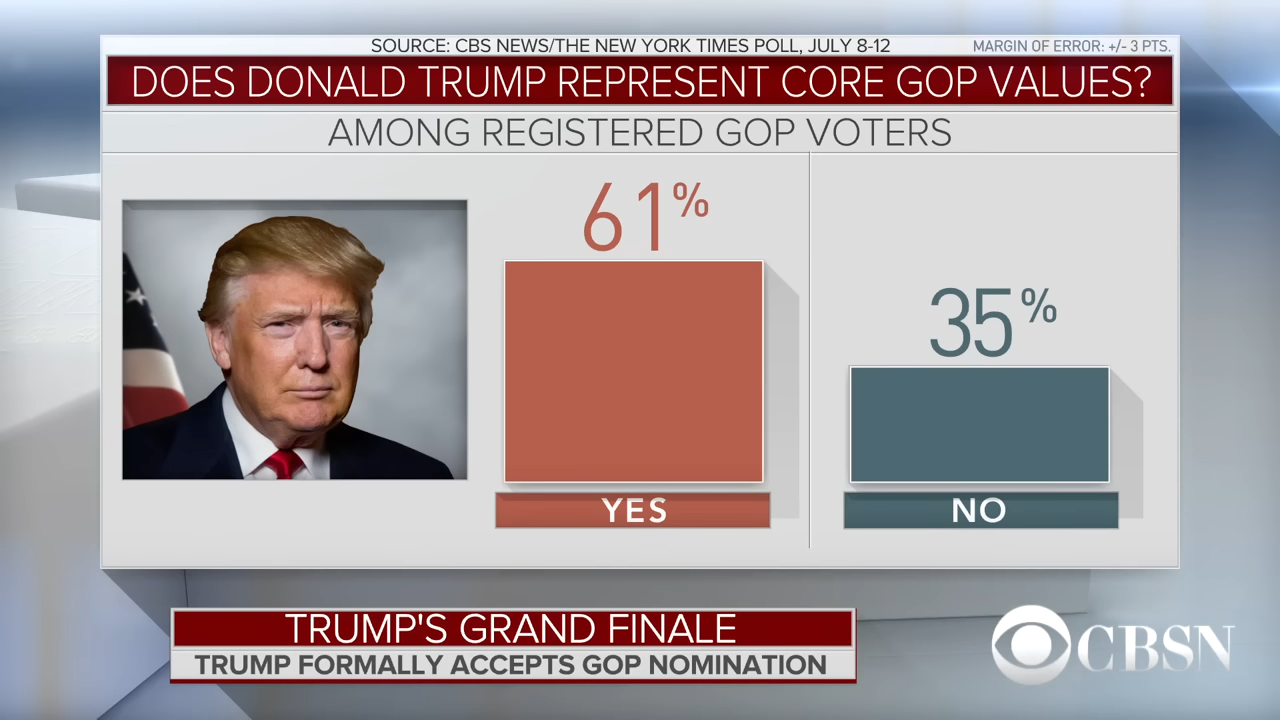 SOURCE: CBS NEWS/THE NEW YORK TIMES POLL, JULY 8-12
MARGIN OF ERROR: +/- 3 PTS.
DOES DONALD TRUMP REPRESENT CORE GOP VALUES?
AMONG REGISTERED GOP VOTERS
61%
35%
YES
NO
TRUMP'S GRAND FINALE
TRUMP FORMALLY ACCEPTS GOP NOMINATION
CBSN